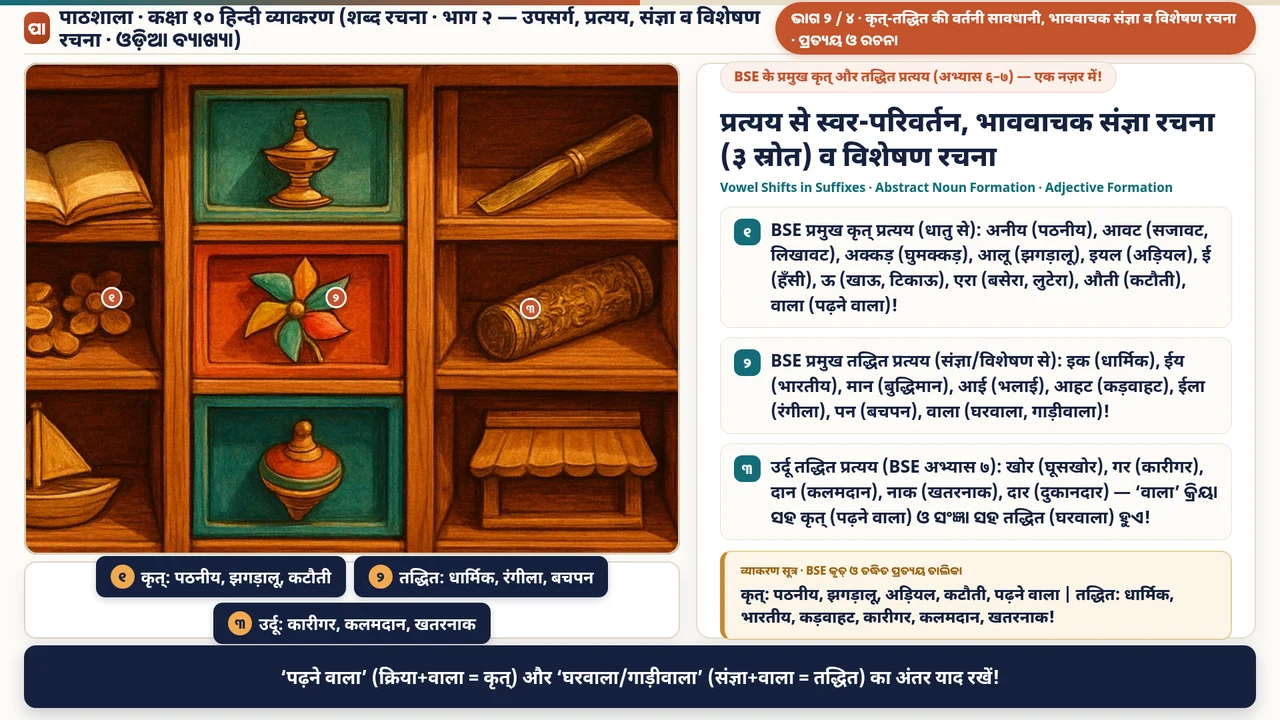 ପା
पाठशाला · कक्षा १० हिन्दी व्याकरण (शब्द रचना · भाग २ — उपसर्ग, प्रत्यय, संज्ञा व विशेषण
रचना · ଓଡ଼ିଆ ବ୍ୟାଖ୍ୟା)
ଭାଗ ୨ / ୪ · कृत्-तद्धित की वर्तनी सावधानी, भाववाचक संज्ञा व विशेषण रचना
· ପ୍ରତ୍ୟୟ ଓ ରଚନା
BSE के प्रमुख कृत् और तद्धित प्रत्यय (अभ्यास ६-७) — एक नज़र में!
प्रत्यय से स्वर-परिवर्तन, भाववाचक संज्ञा रचना
(३ स्रोत) व विशेषण रचना
Vowel Shifts in Suffixes · Abstract Noun Formation · Adjective Formation
୧
BSE प्रमुख कृत् प्रत्यय (धातु से): अनीय (पठनीय), आवट (सजावट,
लिखावट), अक्कड़ (घुमक्कड़), आलू (झगड़ालू), इयल (अड़ियल), ई
(हँसी), ऊ (खाऊ, टिकाऊ), एरा (बसेरा, लुटेरा), औती (कटौती),
वाला (पढ़ने वाला)!
୨
BSE प्रमुख तद्धित प्रत्यय (संज्ञा/विशेषण से): इक (धार्मिक), ईय
(भारतीय), मान (बुद्धिमान), आई (भलाई), आहट (कड़वाहट), ईला
(रंगीला), पन (बचपन), वाला (घरवाला, गाड़ीवाला)!
୩
उर्दू तद्धित प्रत्यय (BSE अभ्यास ७): खोर (घूसखोर), गर (कारीगर),
दान (कलमदान), नाक (खतरनाक), दार (दुकानदार) — ‘वाला’ କ୍ରିୟା
ସହ कृत् (पढ़ने वाला) ଓ ସଂଜ୍ଞା ସହ तद्धित (घरवाला) ହୁଏ!
ବ୍ୟାକରଣ ସୂତ୍ର · BSE କୃତ୍ ଓ ତଦ୍ଧିତ ପ୍ରତ୍ୟୟ ତାଲିକା
कृत्: पठनीय, झगड़ालू, अड़ियल, कटौती, पढ़ने वाला | तद्धित: धार्मिक,
भारतीय, कड़वाहट, कारीगर, कलमदान, खतरनाक!
୧
୨
୩
୧ कृत्: पठनीय, झगड़ालू, कटौती
୨ तद्धित: धार्मिक, रंगीला, बचपन
୩ उर्दू: कारीगर, कलमदान, खतरनाक
‘पढ़ने वाला’ (क्रिया+वाला = कृत्) और ‘घरवाला/गाड़ीवाला’ (संज्ञा+वाला = तद्धित) का अंतर याद रखें!